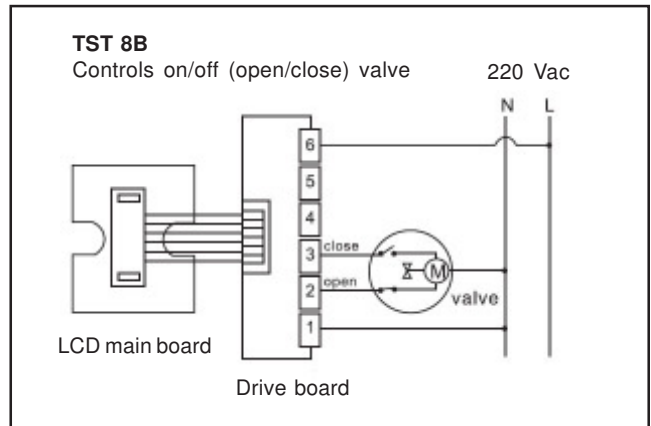 TST 8B
Controls on/off (open/close) valve
220 Vac
N L
6
5
4
3 close
2 open
1
M
valve
LCD main board
Drive board